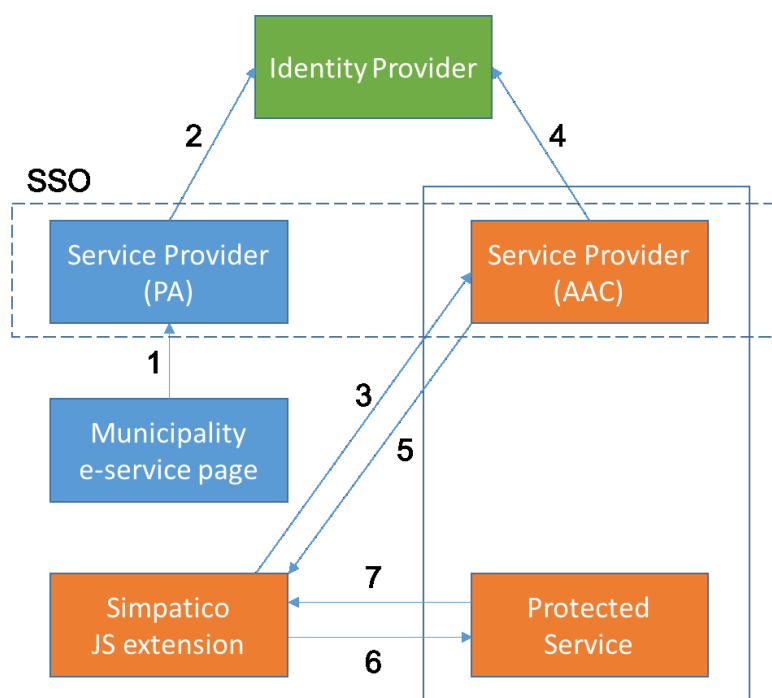 Identity Provider
2
4
SSO
Service Provider
(PA)
Service Provider
(AAC)
1
3
Municipality
e-service page
5
7
Simpatico
JS extension
Protected
Service
6